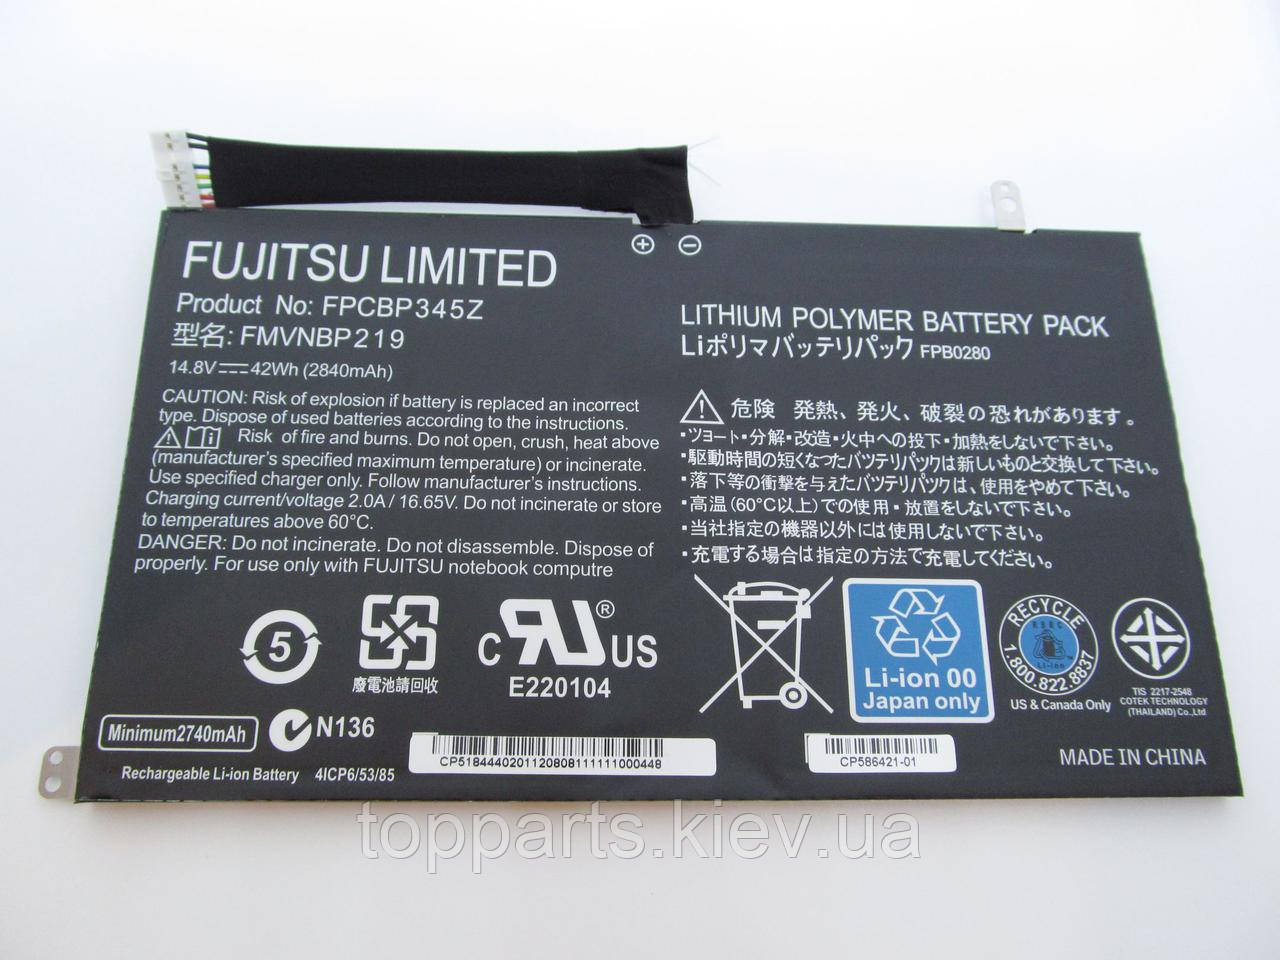 FUJITSU LIMITED
Product No: FPCBP345Z
型名: FMVNBP219
14.8V 42Wh (2840mAh)
CAUTION: Risk of explosion if battery is replaced an incorrect
type. Dispose of used batteries according to the instructions.
Risk of fire and burns. Do not open, crush, heat above
(manufacturer's specified maximum temperature) or incinerate.
Use specified charger only. Follow manufacturer's instructions.
Charging current/voltage 2.0A / 16.65V. Do not incinerate or store
to temperatures above 60°C.
DANGER: Do not incinerate. Do not disassemble. Dispose of
properly. For use only with FUJITSU notebook computre
LITHIUM POLYMER BATTERY PACK
Liポリマバッテリパック FPB0280
危険 発熱、発火、破裂の恐れがあります。
・ショート・分解・改造・火中への投下・加熱をしないで下さい。
・駆動時間の短くなったバッテリパックは新しいものと交換して下さい。
・落下等の衝撃を与えたバッテリパックは、使用をやめて下さい。
・高温(60°C以上)での使用・放置をしないで下さい。
・当社指定の機器以外には使用しないで下さい。
・充電する場合は指定の方法で充電してください。
5
廢電池請回收
C RU ® US
E220104
Li-ion 00
Japan only
RECYCLE
RBRC
Li-ion
1.800.822.8837
US & Canada Only
TIS 2217-2548
COTEK TECHNOLOGY
(THAILAND) Co.,Ltd
Minimum2740mAh
N136
Rechargeable Li-ion Battery 4ICP6/53/85
CP51844402011208081111111000448
CP586421-01
MADE IN CHINA
topparts.kiev.ua